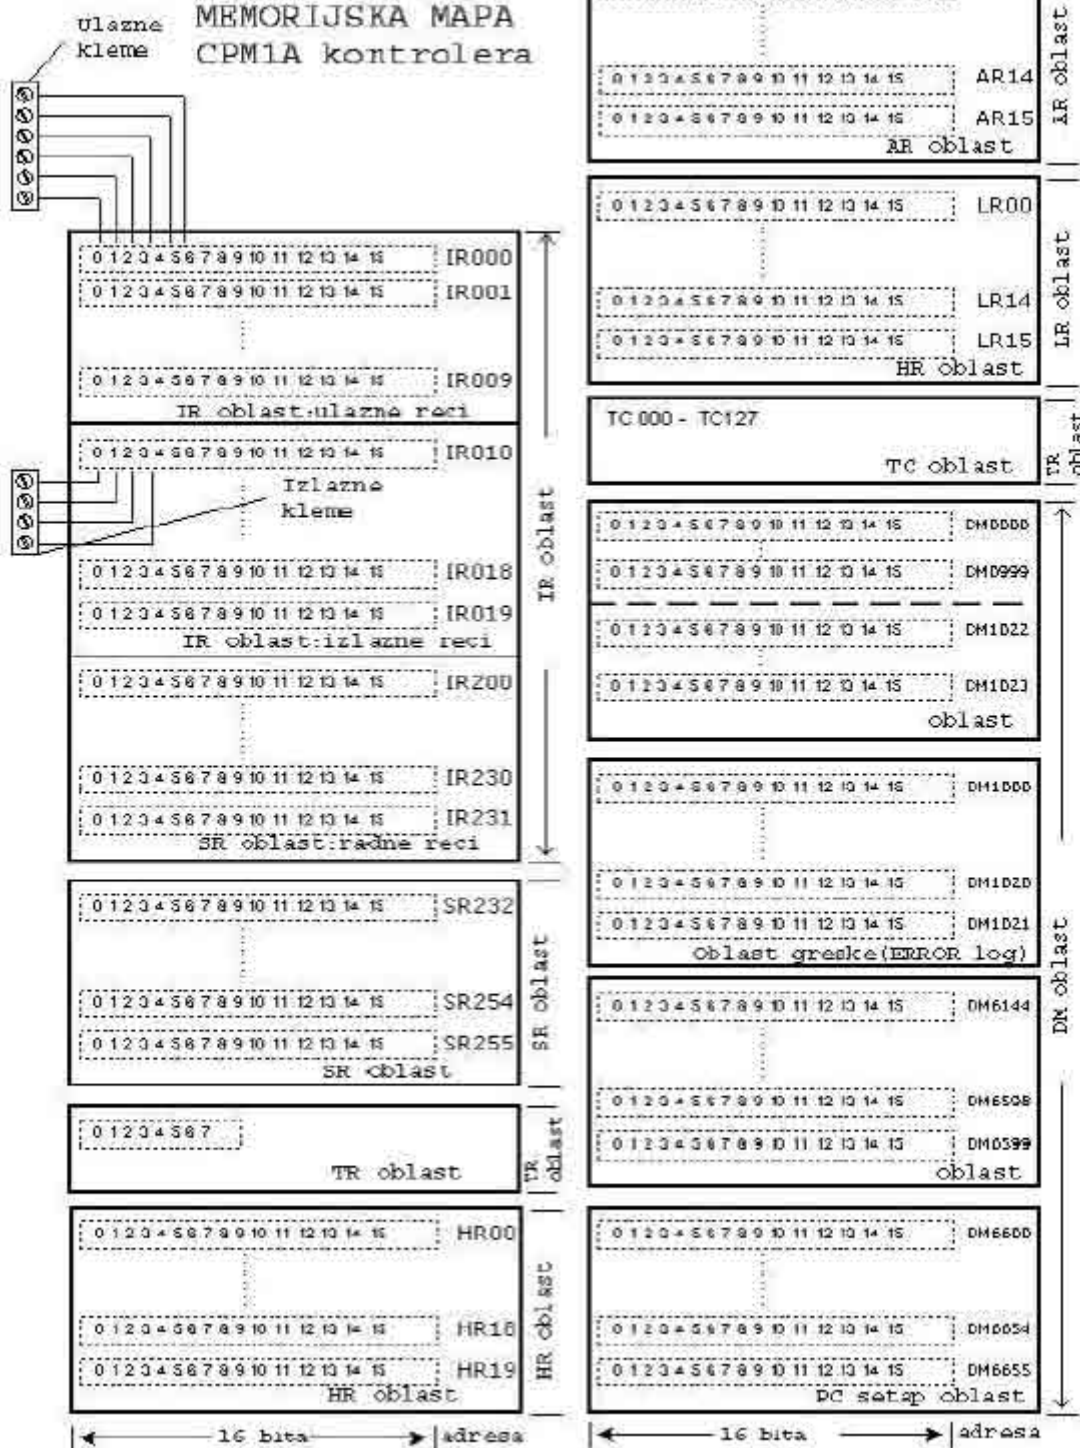 MEMORIJSKA MAPA
CPM1A kontrolera
Ulazne
kleme
0 1 2 3 4 5 6 7 8 9 10 11 12 13 14 15 IR000
0 1 2 3 4 5 6 7 8 9 10 11 12 13 14 15 IR001
0 1 2 3 4 5 6 7 8 9 10 11 12 13 14 15 IR009
IR oblast:ulazne reci
0 1 2 3 4 5 6 7 8 9 10 11 12 13 14 15 IR010
Izlazne
kleme
0 1 2 3 4 5 6 7 8 9 10 11 12 13 14 15 IR018
0 1 2 3 4 5 6 7 8 9 10 11 12 13 14 15 IR019
IR oblast:izlazne reci
0 1 2 3 4 5 6 7 8 9 10 11 12 13 14 15 IR200
0 1 2 3 4 5 6 7 8 9 10 11 12 13 14 15 IR230
0 1 2 3 4 5 6 7 8 9 10 11 12 13 14 15 IR231
SR oblast:radne reci
IR oblast
0 1 2 3 4 5 6 7 8 9 10 11 12 13 14 15 SR232
0 1 2 3 4 5 6 7 8 9 10 11 12 13 14 15 SR254
0 1 2 3 4 5 6 7 8 9 10 11 12 13 14 15 SR255
SR oblast
SR oblast
0 1 2 3 4 5 6 7
TR oblast
TR
oblast
0 1 2 3 4 5 6 7 8 9 10 11 12 13 14 15 HR00
0 1 2 3 4 5 6 7 8 9 10 11 12 13 14 15 HR18
0 1 2 3 4 5 6 7 8 9 10 11 12 13 14 15 HR19
HR oblast
HR oblast
16 bita adresa
0 1 2 3 4 5 6 7 8 9 10 11 12 13 14 15 AR14
0 1 2 3 4 5 6 7 8 9 10 11 12 13 14 15 AR15
AR oblast
AR oblast
0 1 2 3 4 5 6 7 8 9 10 11 12 13 14 15 LR00
0 1 2 3 4 5 6 7 8 9 10 11 12 13 14 15 LR14
0 1 2 3 4 5 6 7 8 9 10 11 12 13 14 15 LR15
HR oblast
LR oblast
TC 000 - TC127
TC oblast
TR
oblast
0 1 2 3 4 5 6 7 8 9 10 11 12 13 14 15 DM0000
0 1 2 3 4 5 6 7 8 9 10 11 12 13 14 15 DM0999
0 1 2 3 4 5 6 7 8 9 10 11 12 13 14 15 DM1022
0 1 2 3 4 5 6 7 8 9 10 11 12 13 14 15 DM1023
oblast
0 1 2 3 4 5 6 7 8 9 10 11 12 13 14 15 DM1000
0 1 2 3 4 5 6 7 8 9 10 11 12 13 14 15 DM1020
0 1 2 3 4 5 6 7 8 9 10 11 12 13 14 15 DM1021
Oblast greske(ERROR log)
0 1 2 3 4 5 6 7 8 9 10 11 12 13 14 15 DM6144
0 1 2 3 4 5 6 7 8 9 10 11 12 13 14 15 DM6598
0 1 2 3 4 5 6 7 8 9 10 11 12 13 14 15 DM6599
oblast
0 1 2 3 4 5 6 7 8 9 10 11 12 13 14 15 DM6600
0 1 2 3 4 5 6 7 8 9 10 11 12 13 14 15 DM6654
0 1 2 3 4 5 6 7 8 9 10 11 12 13 14 15 DM6655
PC setap oblast
DM oblast
16 bita adresa